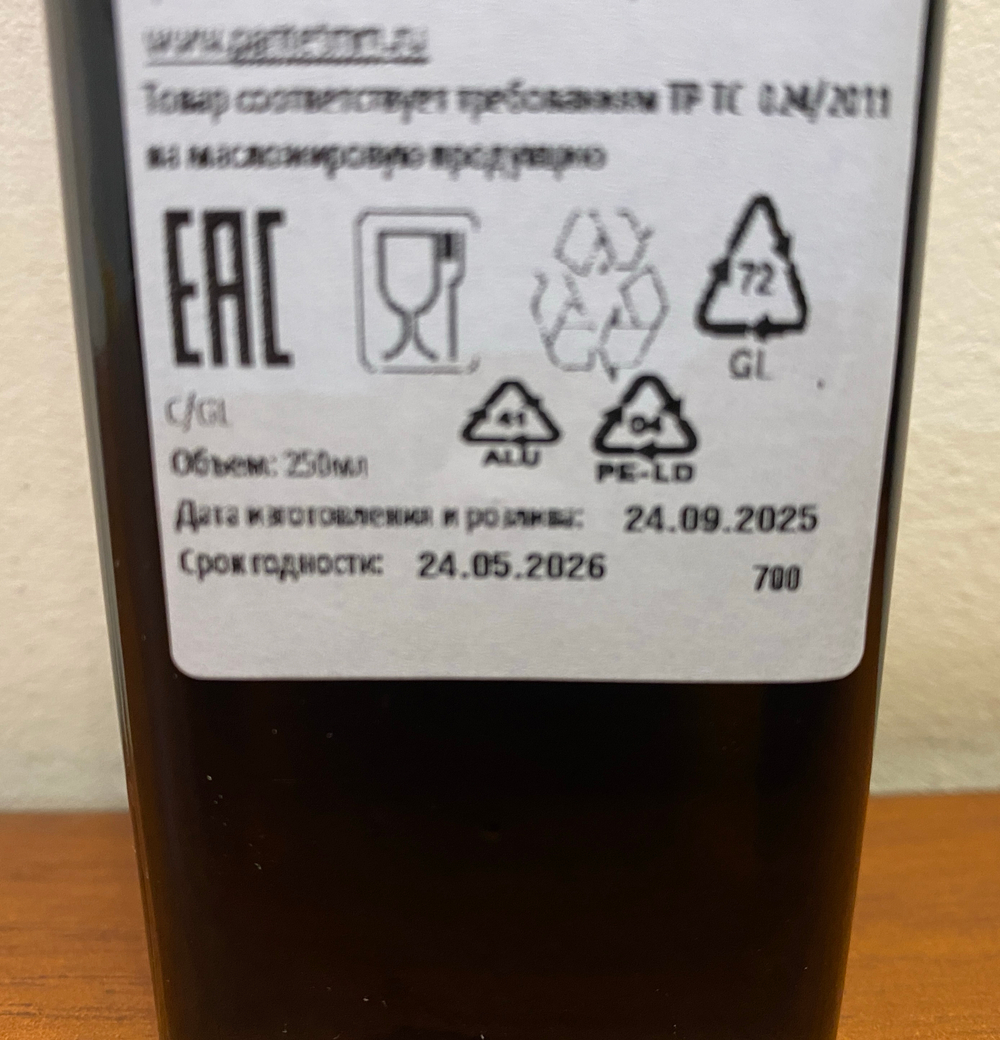 Товар соответствует требованиям ТР ТС 024/2011
на масложировую продукцию
EAC
72
GL
C/GL
41
ALU
04
PE-LD
Объем: 250мл
Дата изготовления и розлива: 24.09.2025
Срок годности: 24.05.2026
700